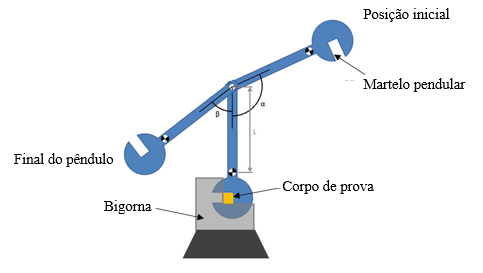 Posição inicial
Martelo pendular
α
β
L
Final do pêndulo
Corpo de prova
Bigorna